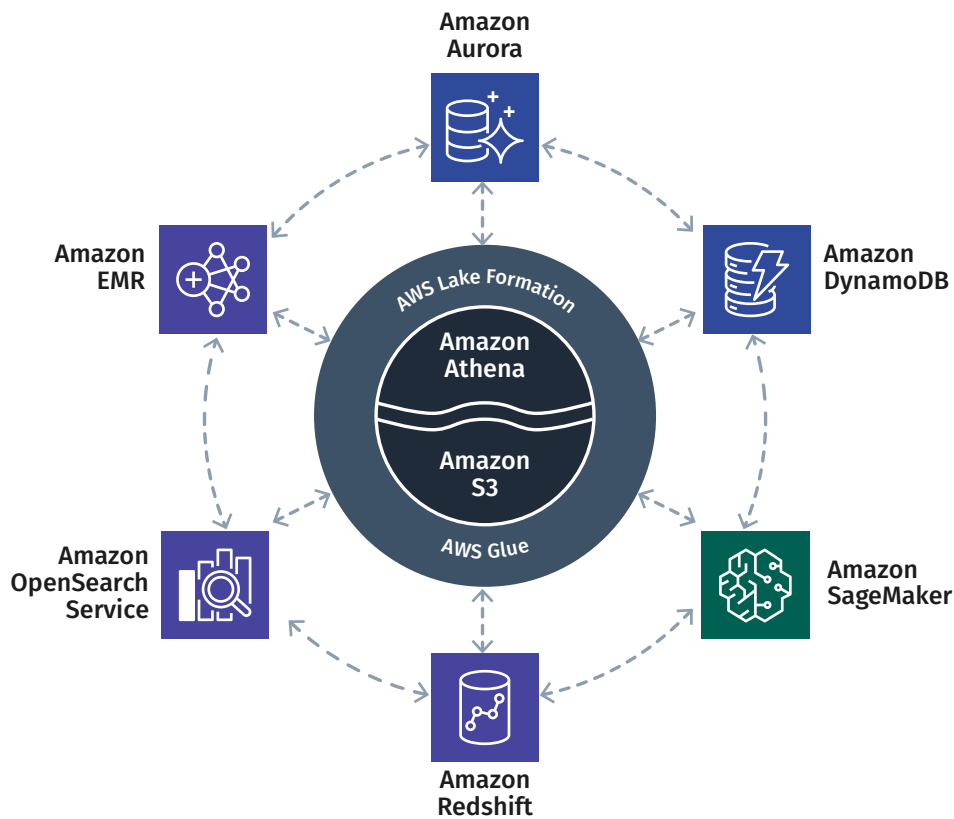 Amazon
Aurora
Amazon
EMR
Amazon
DynamoDB
AWS Lake Formation
Amazon
Athena
Amazon
S3
AWS Glue
Amazon
OpenSearch
Service
Amazon
SageMaker
Amazon
Redshift